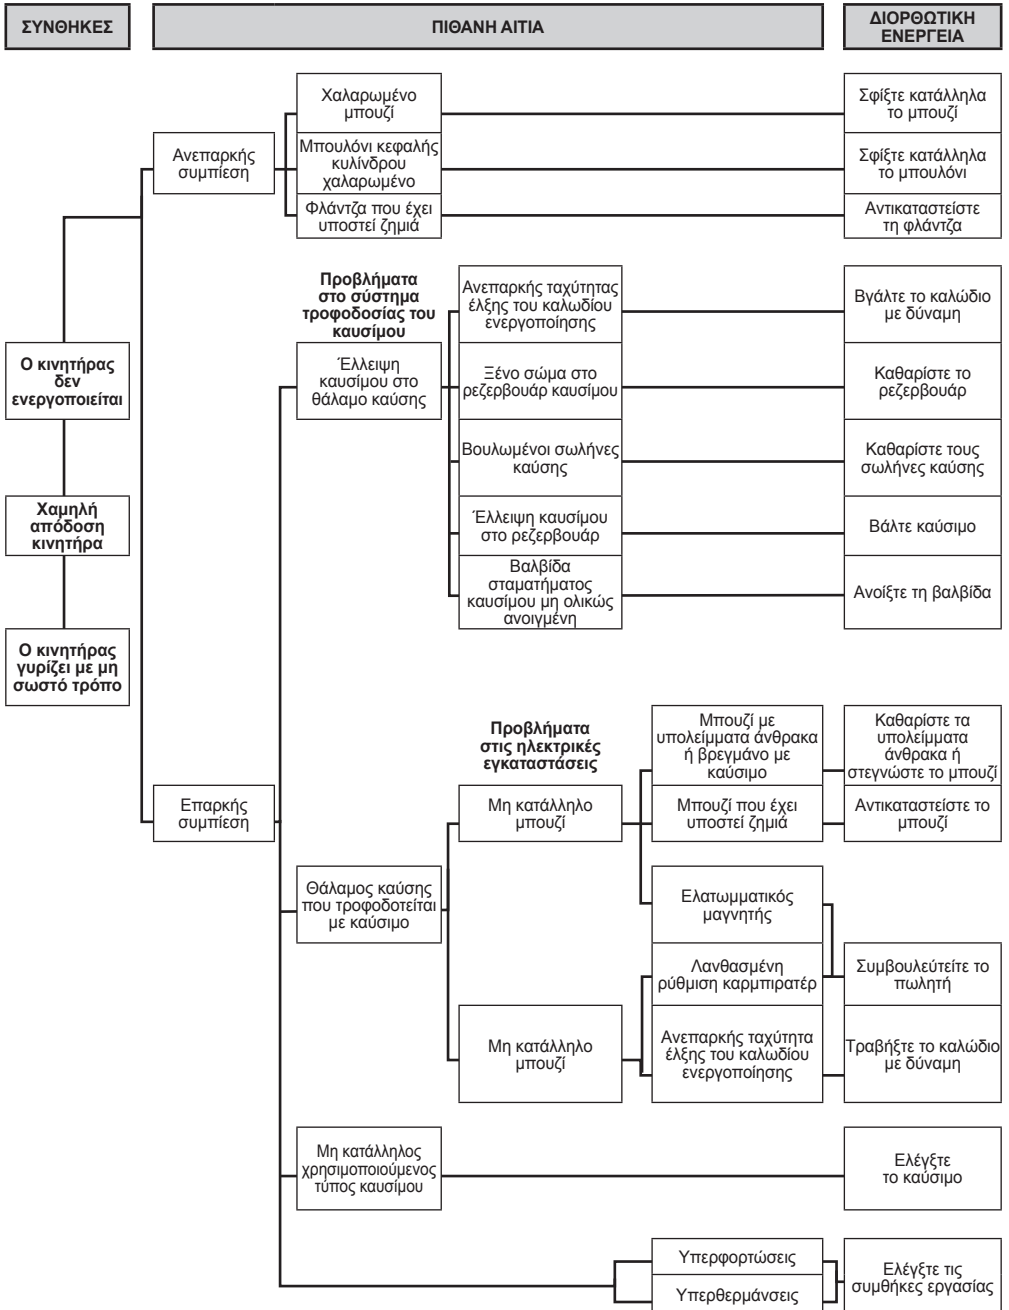 ΣΥΝΘΗΚΕΣ
ΠΙΘΑΝΗ ΑΙΤΙΑ
ΔΙΟΡΘΩΤΙΚΗ
ΕΝΕΡΓΕΙΑ
Ο κινητήρας
δεν
ενεργοποιείται
Χαμηλή
απόδοση
κινητήρα
Ο κινητήρας
γυρίζει με μη
σωστό τρόπο
Ανεπαρκής
συμπίεση
Χαλαρωμένο
μπουζί
Σφίξτε κατάλληλα
το μπουζί
Μπουλόνι κεφαλής
κυλίνδρου
χαλαρωμένο
Σφίξτε κατάλληλα
το μπουλόνι
Φλάντζα που έχει
υποστεί ζημιά
Αντικαταστείστε
τη φλάντζα
Επαρκής
συμπίεση
Προβλήματα
στο σύστημα
τροφοδοσίας του
καυσίμου
Έλλειψη
καυσίμου στο
θάλαμο καύσης
Ανεπαρκής ταχύτητας
έλξης του καλωδίου
ενεργοποίησης
Βγάλτε το καλώδιο
με δύναμη
Ξένο σώμα στο
ρεζερβουάρ καυσίμου
Καθαρίστε το
ρεζερβουάρ
Βουλωμένοι σωλήνες
καύσης
Καθαρίστε τους
σωλήνες καύσης
Έλλειψη καυσίμου
στο ρεζερβουάρ
Βάλτε καύσιμο
Βαλβίδα
σταματήματος
καυσίμου μη ολικώς
ανοιγμένη
Ανοίξτε τη βαλβίδα
Θάλαμος καύσης
που τροφοδοτείται
με καύσιμο
Προβλήματα
στις ηλεκτρικές
εγκαταστάσεις
Μη κατάλληλο
μπουζί
Μπουζί με
υπολείμματα άνθρακα
ή βρεγμάνο με
καύσιμο
Καθαρίστε τα
υπολείμματα
άνθρακα ή
στεγνώστε το μπουζί
Μπουζί που έχει
υποστεί ζημιά
Αντικαταστείστε το
μπουζί
Ελατωμματικός
μαγνητής
Μη κατάλληλο
μπουζί
Λανθασμένη
ρύθμιση καρμπιρατέρ
Συμβουλεύτείτε το
πωλητή
Ανεπαρκής ταχύτητα
έλξης του καλωδίου
ενεργοποίησης
Τραβήξτε το καλώδιο
με δύναμη
Μη κατάλληλος
χρησιμοποιούμενος
τύπος καυσίμου
Ελέγξτε
το καύσιμο
Υπερφορτώσεις
Υπερθερμάνσεις
Ελέγξτε τις
συμθήκες εργασίας